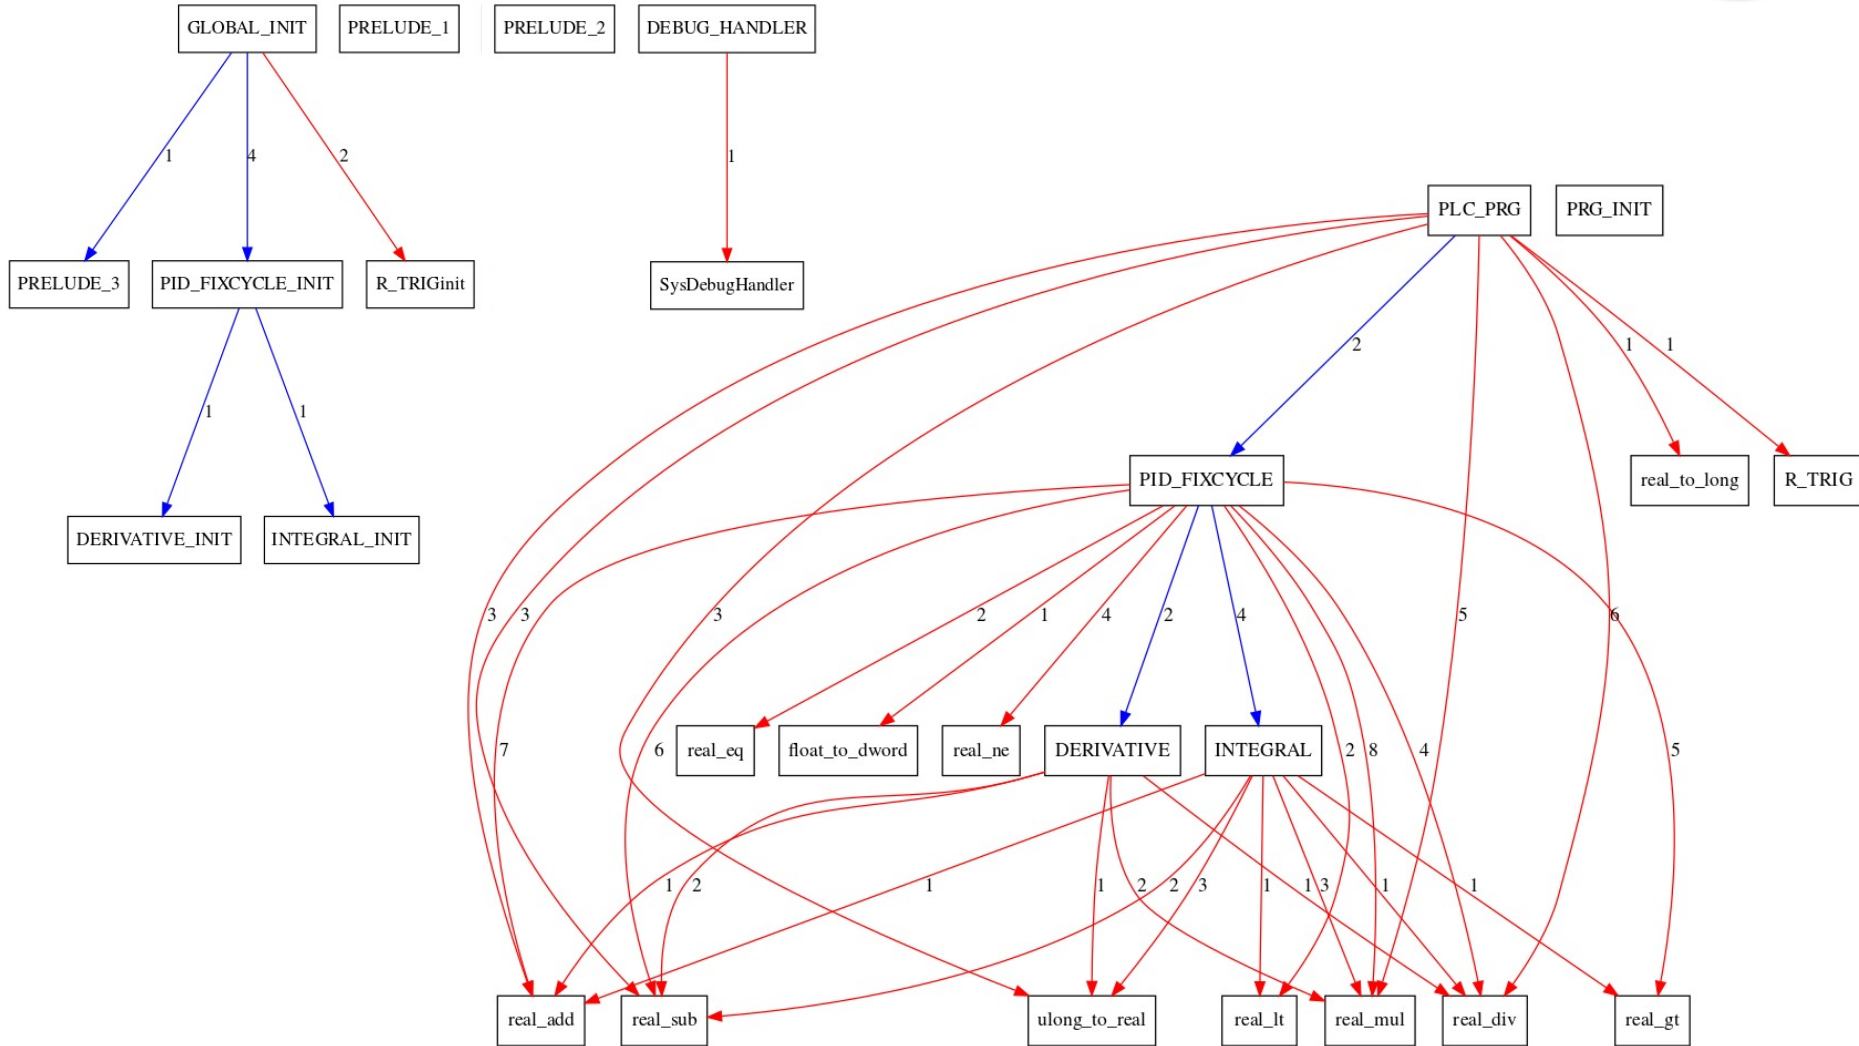 GLOBAL_INIT
PRELUDE_1
PRELUDE_2
DEBUG_HANDLER
1
4
2
1
PLC_PRG
PRG_INIT
PRELUDE_3
PID_FIXCYCLE_INIT
R_TRIGinit
SysDebugHandler
2
1
1
1
1
PID_FIXCYCLE
real_to_long
R_TRIG
DERIVATIVE_INIT
INTEGRAL_INIT
3
3
3
2
1
4
2
4
5
6
7
6
real_eq
float_to_dword
real_ne
DERIVATIVE
INTEGRAL
2
8
4
5
1
2
1
1
2
2
3
1
1
3
1
1
real_add
real_sub
ulong_to_real
real_lt
real_mul
real_div
real_gt